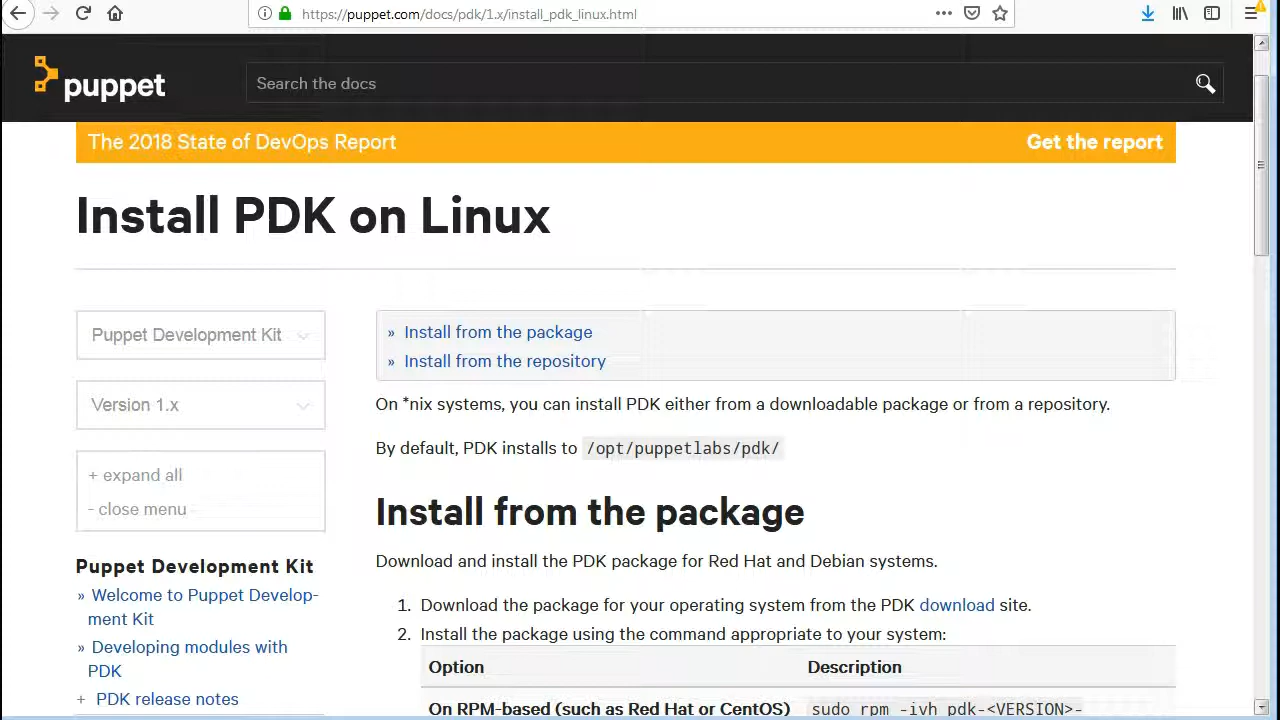 https://puppet.com/docs/pdk/1.x/install_pdk_linux.html
puppet
Search the docs
The 2018 State of DevOps Report
Get the report
Install PDK on Linux
Puppet Development Kit
Version 1.x
+ expand all
- close menu
Puppet Development Kit
» Welcome to Puppet Develop-
ment Kit
» Developing modules with
PDK
+ PDK release notes
» Install from the package
» Install from the repository
On *nix systems, you can install PDK either from a downloadable package or from a repository.
By default, PDK installs to /opt/puppetlabs/pdk/
Install from the package
Download and install the PDK package for Red Hat and Debian systems.
1. Download the package for your operating system from the PDK download site.
2. Install the package using the command appropriate to your system:
Option Description
On RPM-based (such as Red Hat or CentOS) sudo rpm -ivh pdk-<VERSION>-